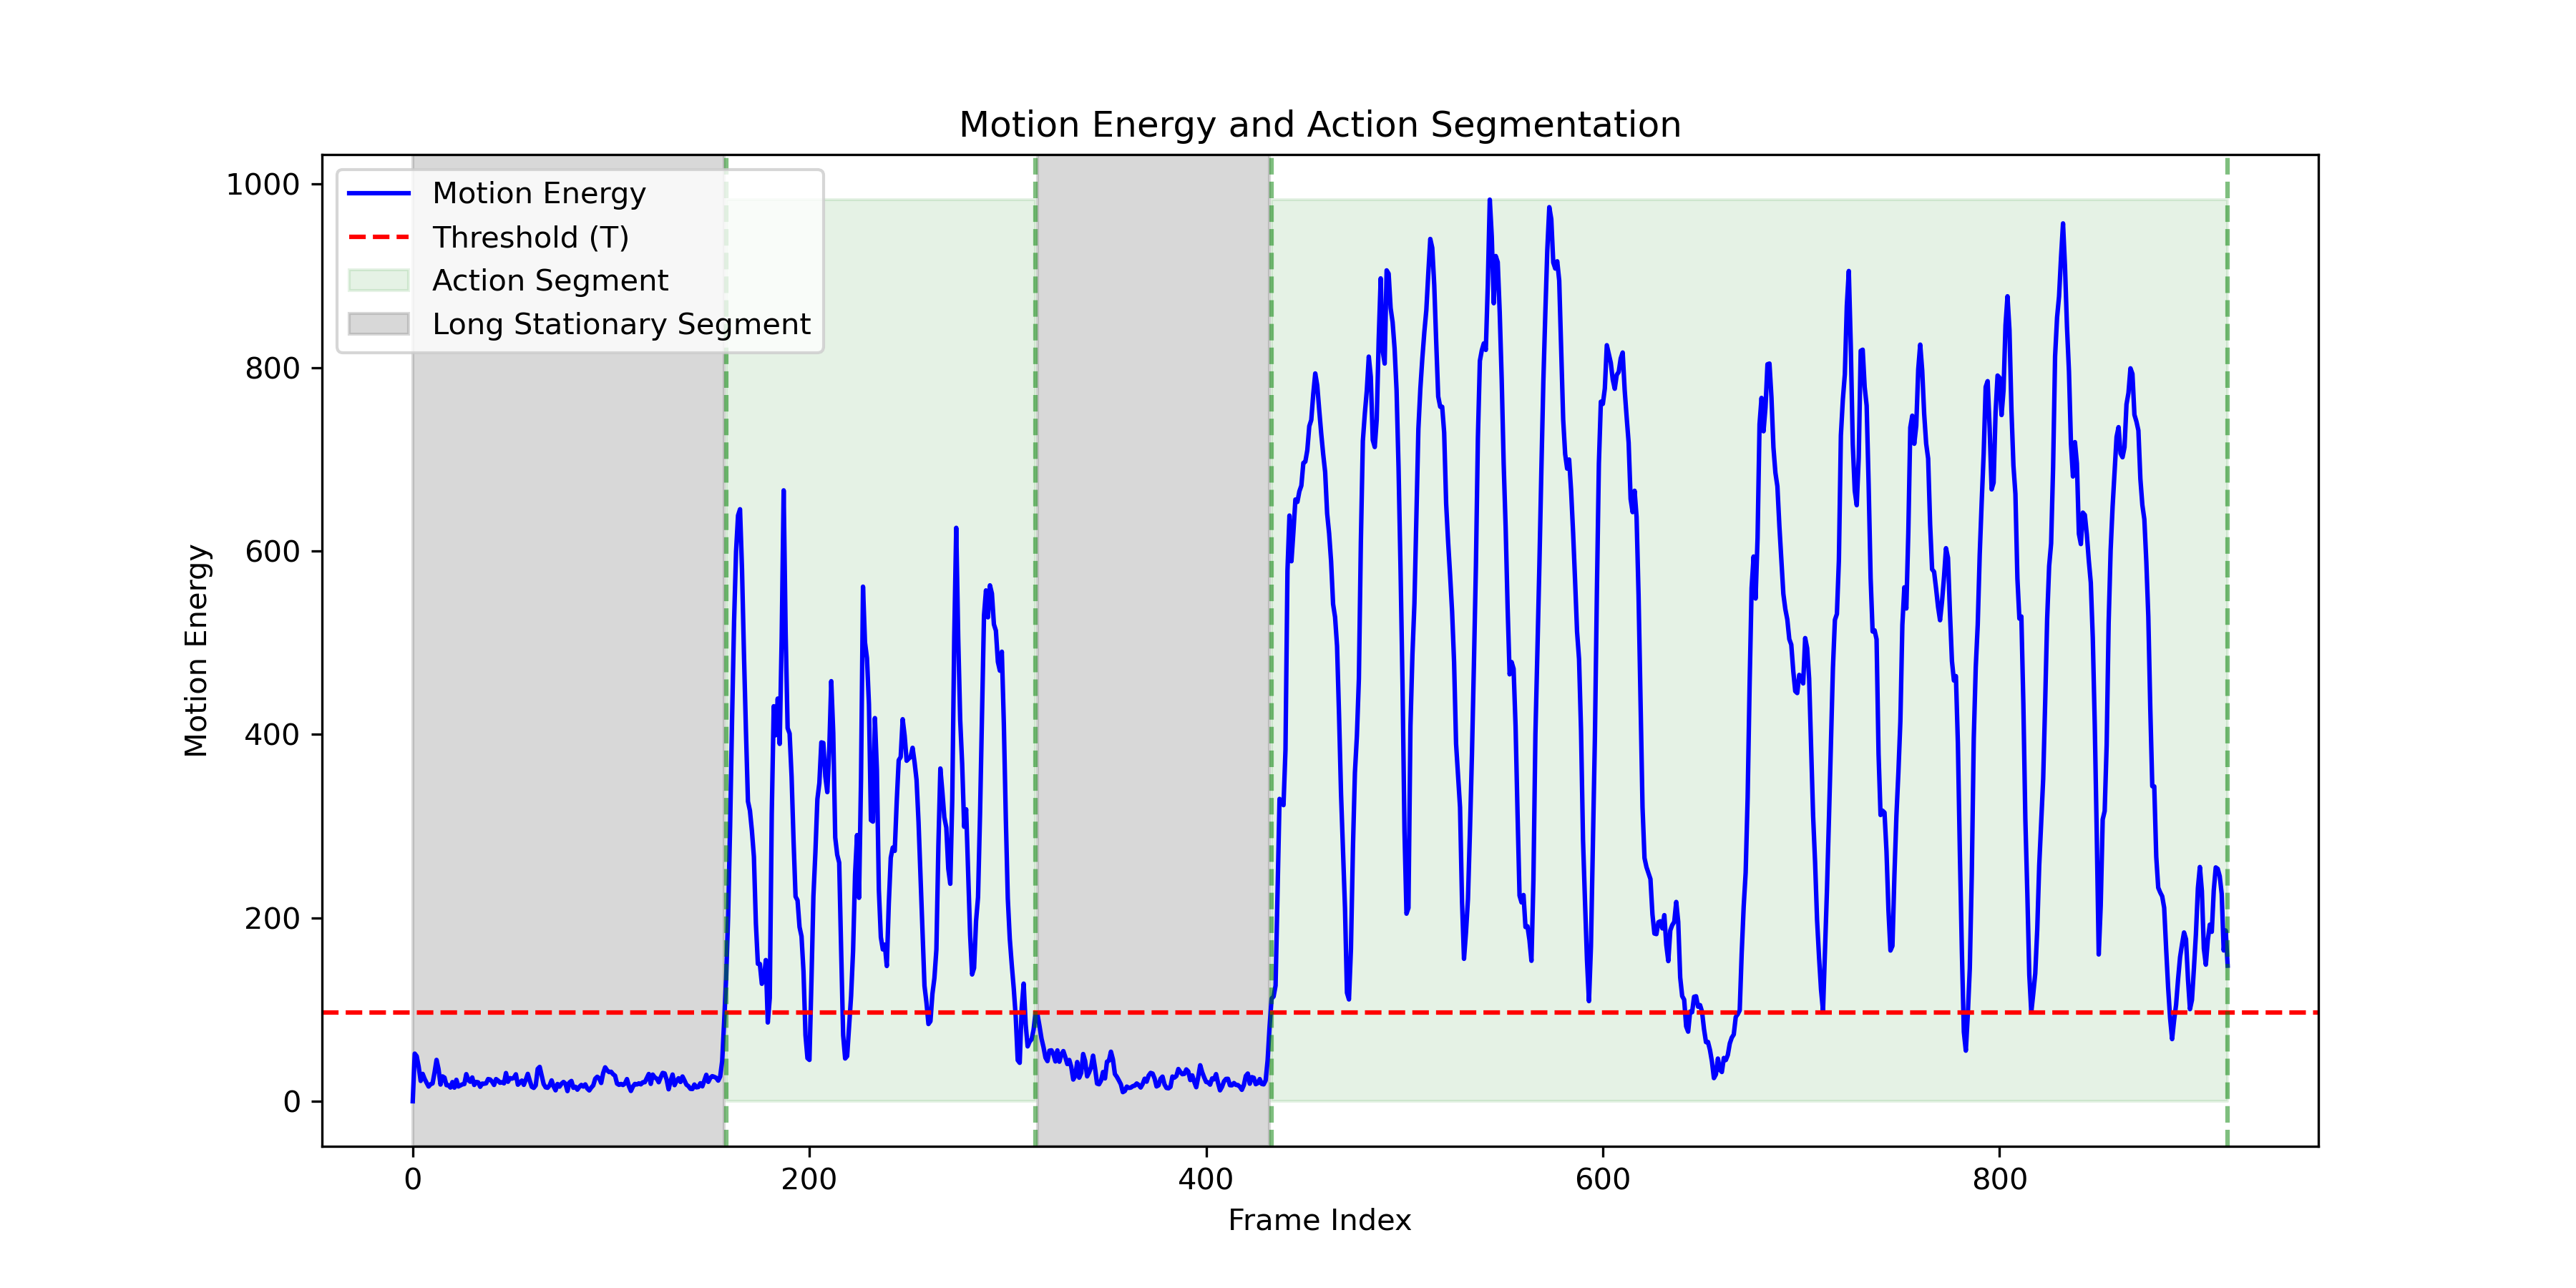 Motion Energy and Action Segmentation
Motion Energy
Threshold (T)
Action Segment
Long Stationary Segment
Motion Energy
1000
800
600
400
200
0
0 200 400 600 800
Frame Index